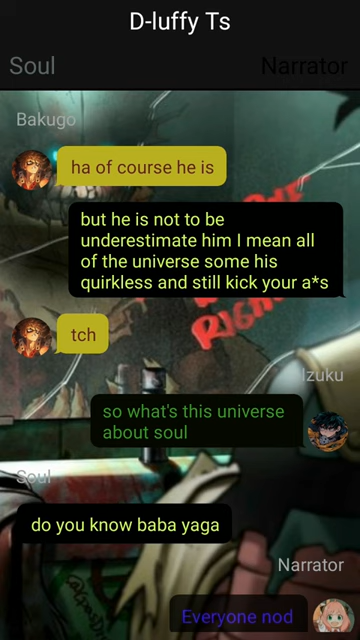 D-luffy Ts
Soul
Narrator
Bakugo
ha of course he is
but he is not to be
underestimate him I mean all
of the universe some his
quirkless and still kick your a*s
tch
Izuku
so what's this universe
about soul
Soul
do you know baba yaga
Narrator
Everyone nod